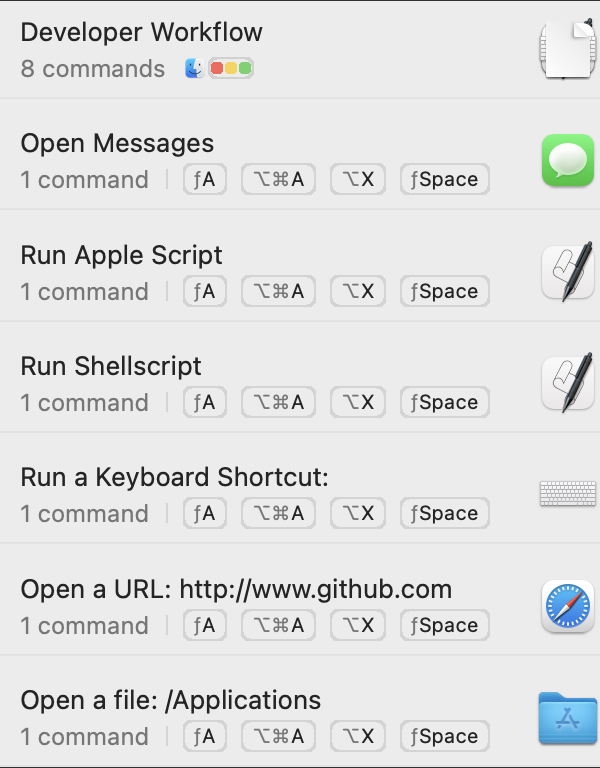 Developer Workflow
8 commands
Open Messages
1 command ƒA ⌥⌘A ⌥X ƒSpace
Run Apple Script
1 command ƒA ⌥⌘A ⌥X ƒSpace
Run Shellscript
1 command ƒA ⌥⌘A ⌥X ƒSpace
Run a Keyboard Shortcut:
1 command ƒA ⌥⌘A ⌥X ƒSpace
Open a URL: http://www.github.com
1 command ƒA ⌥⌘A ⌥X ƒSpace
Open a file: /Applications
1 command ƒA ⌥⌘A ⌥X ƒSpace